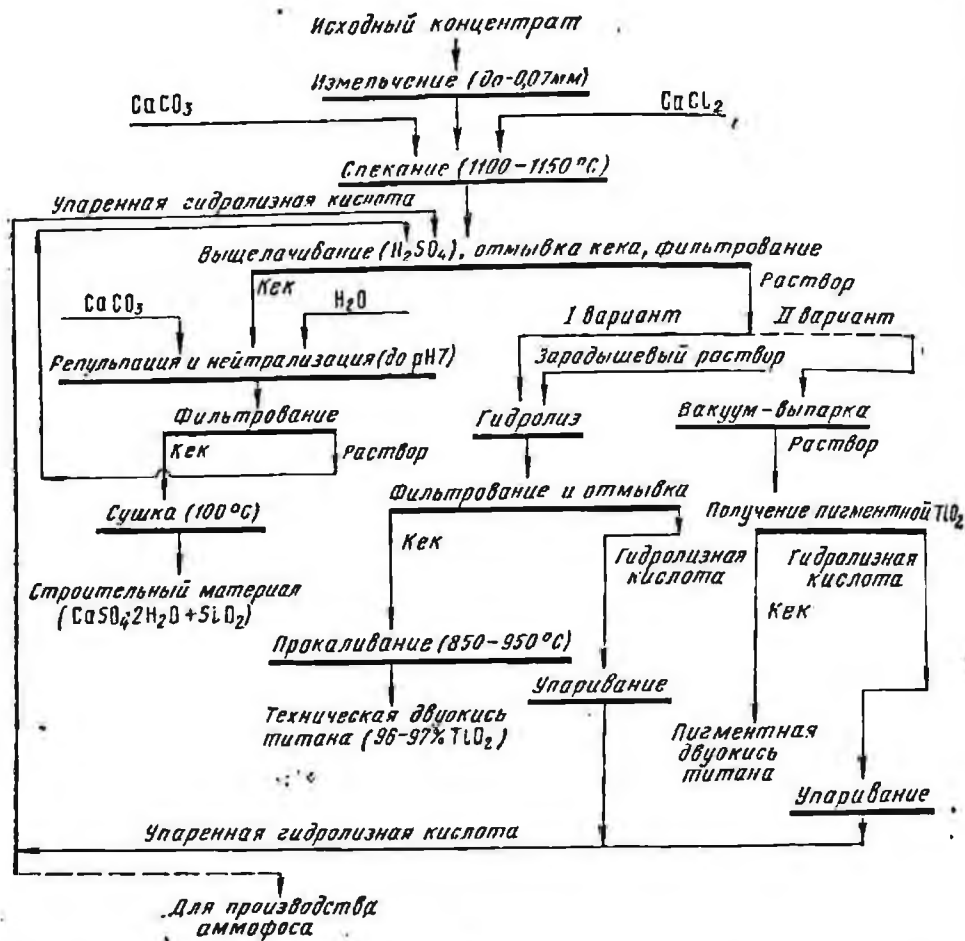 Исходный концентрат
Измельчение (до-0,07мм)
CaCO3
CaCl2
Спекание (1100-1150°C)
Упаренная гидролизная кислота
Выщелачивание (H2SO4), отмывка кека, фильтрование
Кек
Раствор
CaCO3
H2O
I вариант
II вариант
Зарадышевый раствор
Репульпация и нейтрализация (до pH7)
Фильтрование
Гидролиз
Вакуум-выпарка
Кек
Раствор
Раствор
Фильтрование и отмывка
Сушка (100°C)
Получение пигментной TiO2
Кек
Гидролизная
кислота
Гидролизная
кислота
Кек
Строительный материал
(CaSO4·2H2O+SiO2)
Прокаливание (850-950°C)
Упаривание
Техническая двуокись
титана (96-97% TiO2)
Пигментная
двуокись
титана
Упаривание
Упаренная гидролизная кислота
Для производства
аммофоса